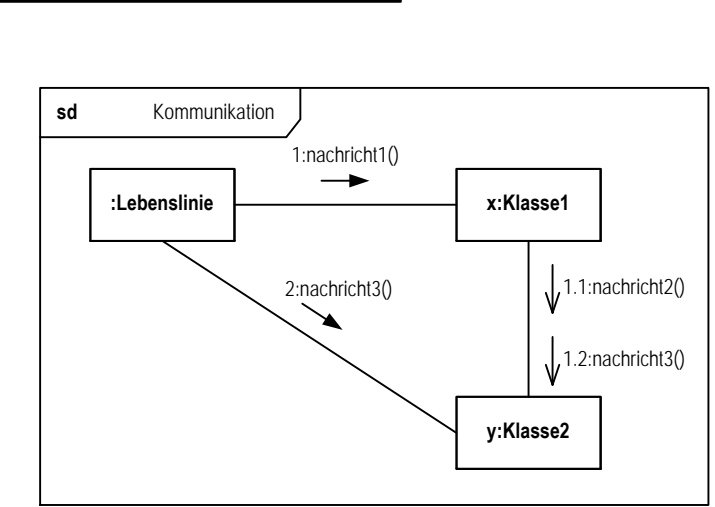 sd Kommunikation
1:nachricht1()
:Lebenslinie
x:Klasse1
2:nachricht3()
1.1:nachricht2()
1.2:nachricht3()
y:Klasse2